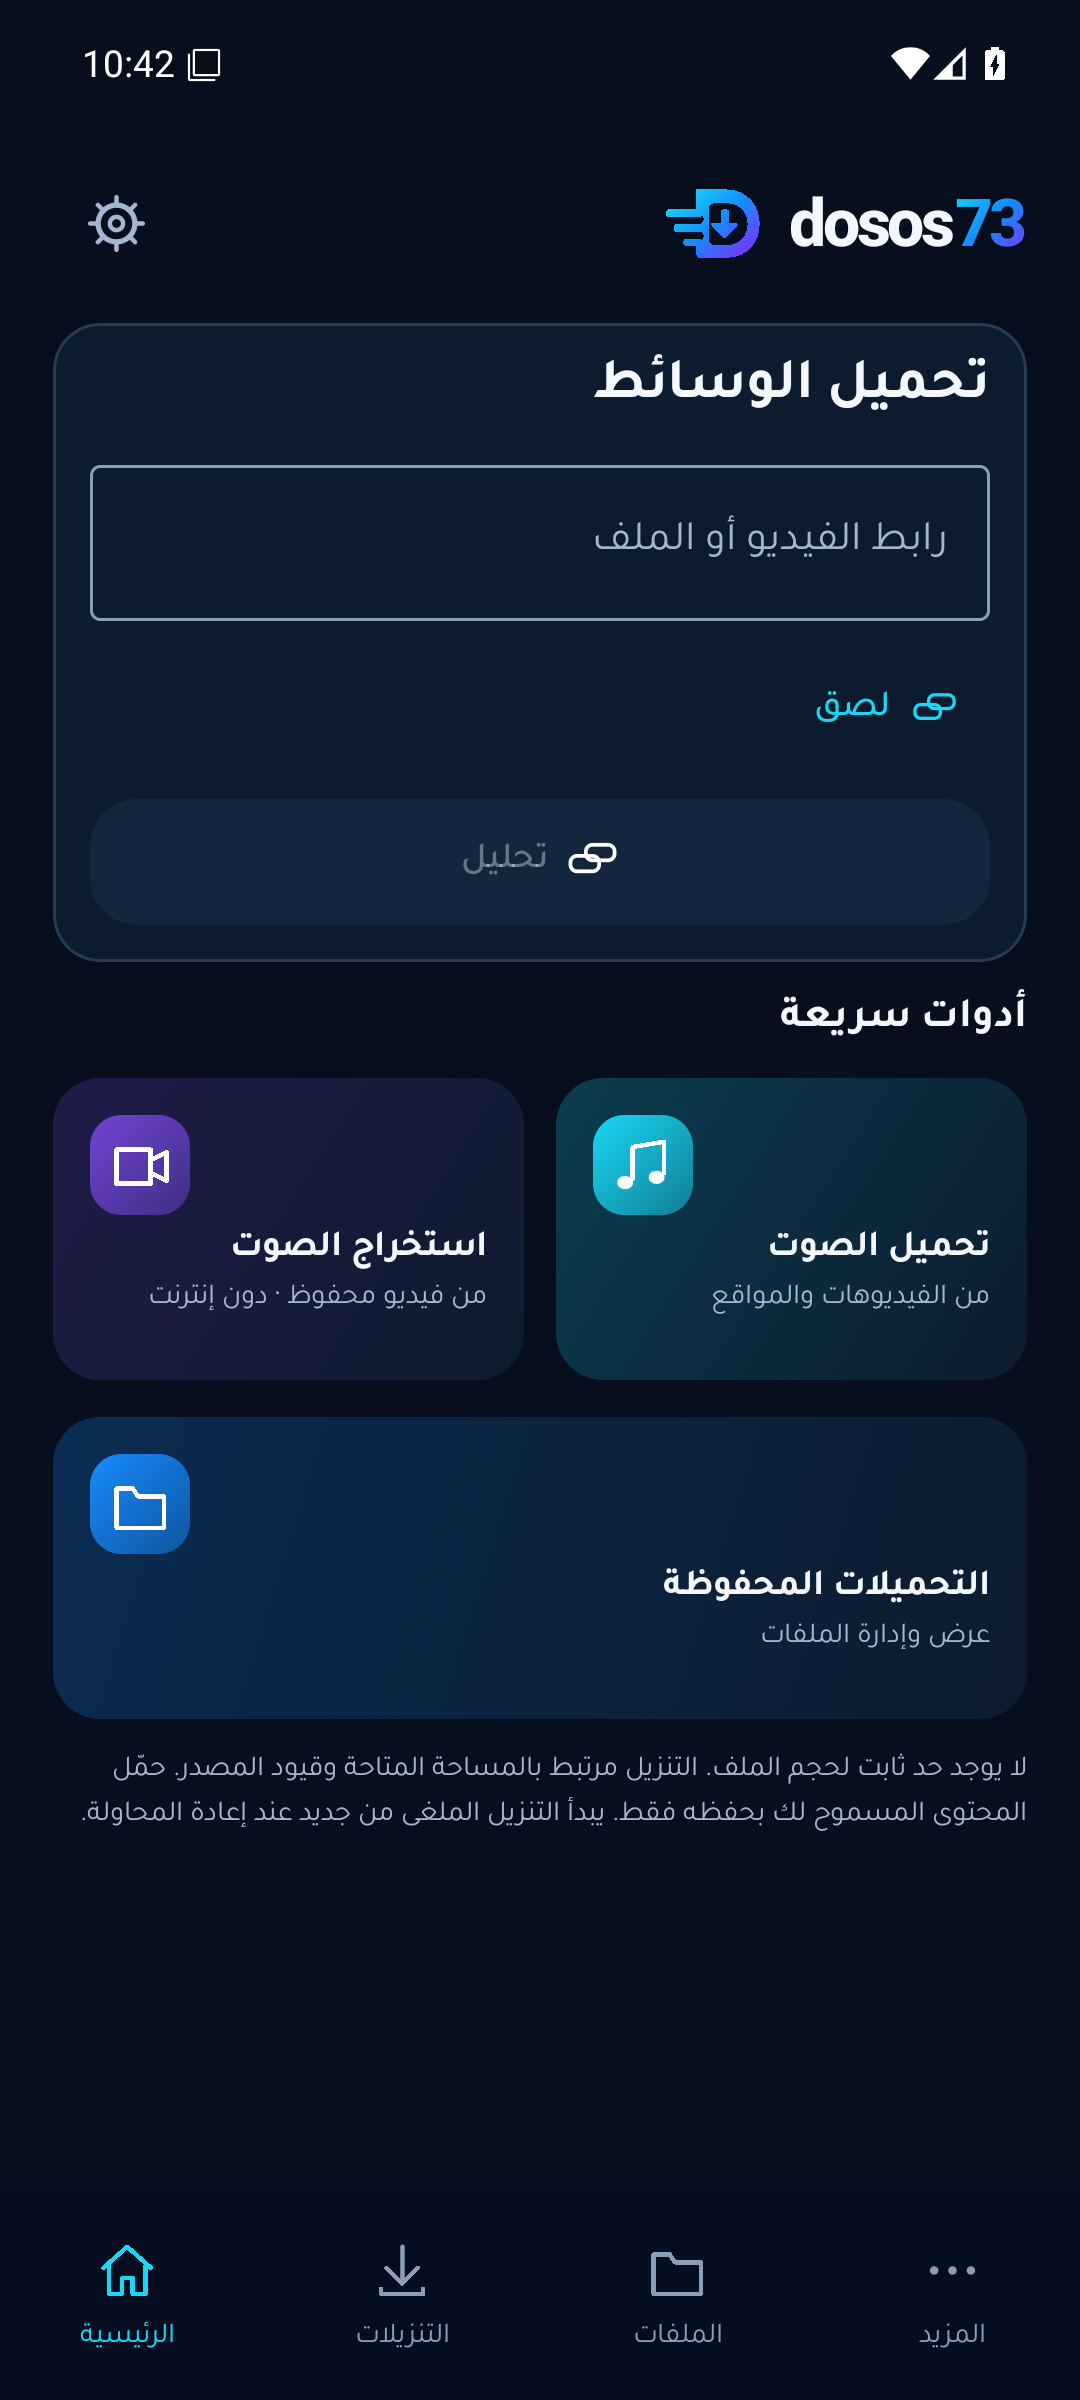 10:42
dosos73
تحميل الوسائط
رابط الفيديو أو الملف
لصق
تحليل
أدوات سريعة
تحميل الصوت
من الفيديوهات والمواقع
استخراج الصوت
من فيديو محفوظ · دون إنترنت
التحميلات المحفوظة
عرض وإدارة الملفات
لا يوجد حد ثابت لحجم الملف. التنزيل مرتبط بالمساحة المتاحة وقيود المصدر. حمّل
المحتوى المسموح لك بحفظه فقط. يبدأ التنزيل الملغى من جديد عند إعادة المحاولة.
المزيد
الملفات
التنزيلات
الرئيسية